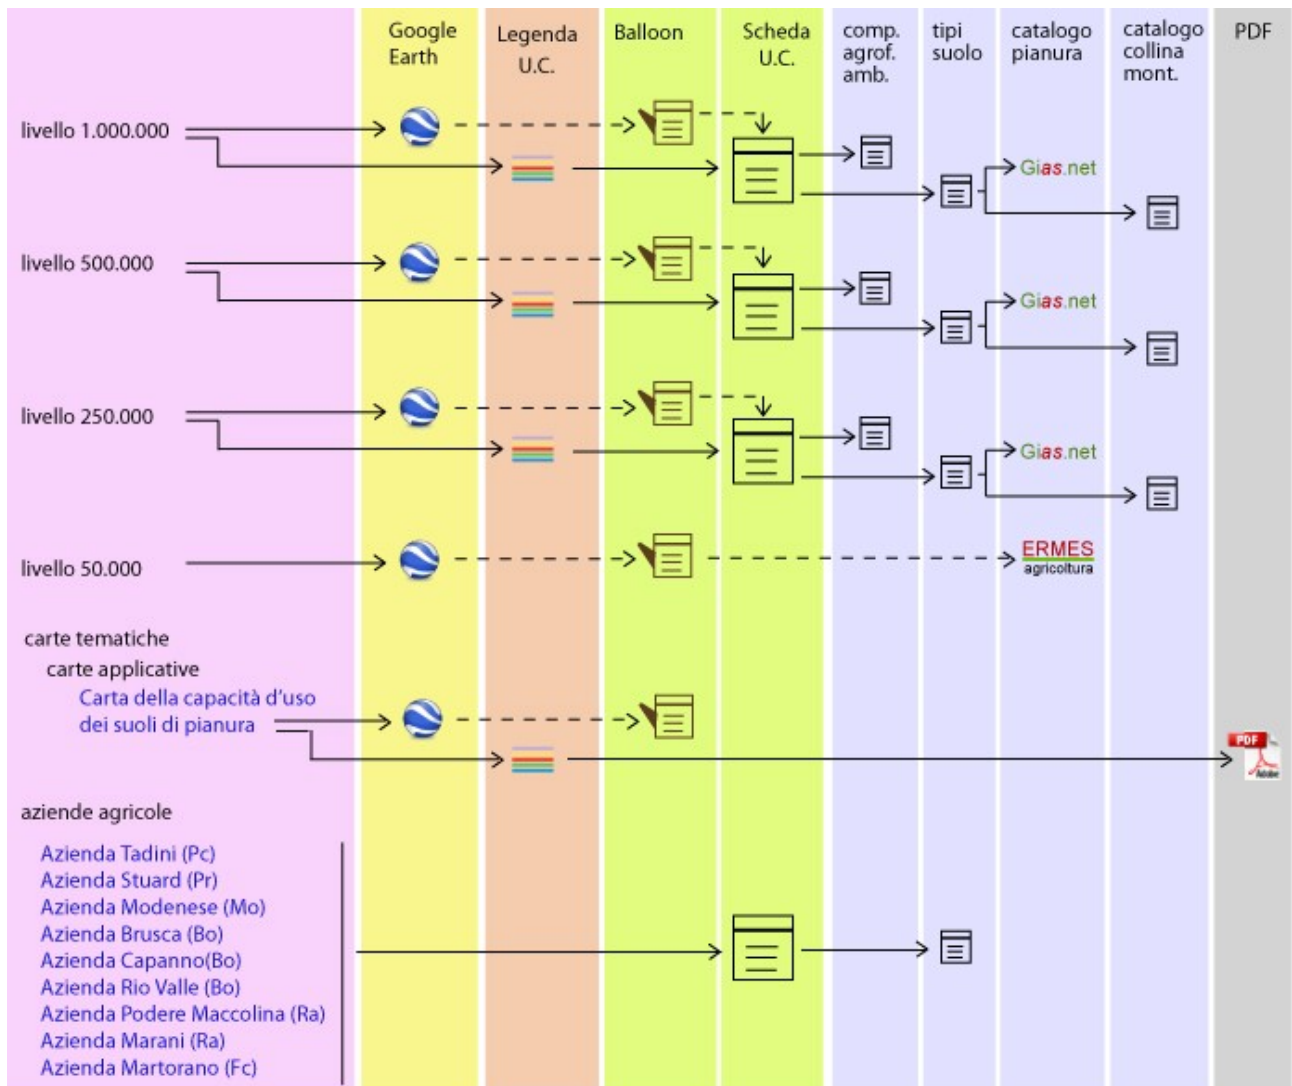 Google
Earth
Legenda
U.C.
Balloon
Scheda
U.C.
comp.
agrof.
amb.
tipi
suolo
catalogo
pianura
catalogo
collina
mont.
PDF
livello 1.000.000
Gias.net
livello 500.000
Gias.net
livello 250.000
Gias.net
livello 50.000
ERMES
agricoltura
carte tematiche
carte applicative
Carta della capacità d'uso
dei suoli di pianura
PDF
Adobe
aziende agricole
Azienda Tadini (Pc)
Azienda Stuard (Pr)
Azienda Modenese (Mo)
Azienda Brusca (Bo)
Azienda Capanno(Bo)
Azienda Rio Valle (Bo)
Azienda Podere Maccolina (Ra)
Azienda Marani (Ra)
Azienda Martorano (Fc)